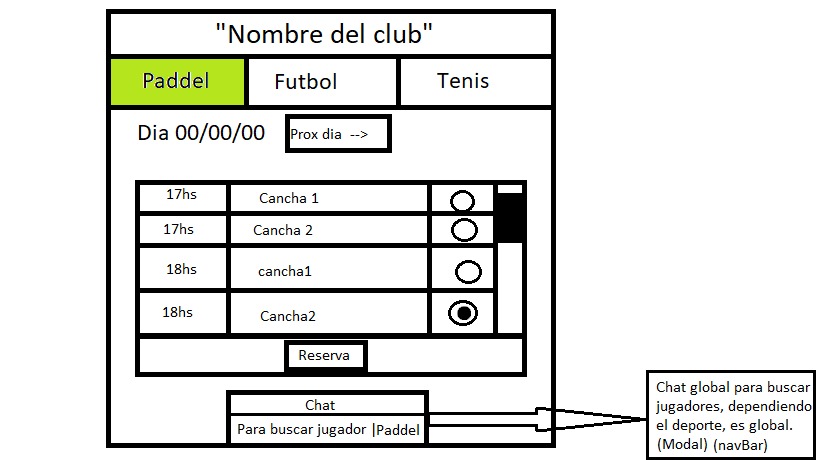 "Nombre del club"
Paddel Futbol Tenis
Dia 00/00/00 Prox dia -->
17hs Cancha 1
17hs Cancha 2
18hs cancha1
18hs Cancha2
Reserva
Chat
Para buscar jugador |Paddel
Chat global para buscar
jugadores, dependiendo
el deporte, es global.
(Modal) (navBar)